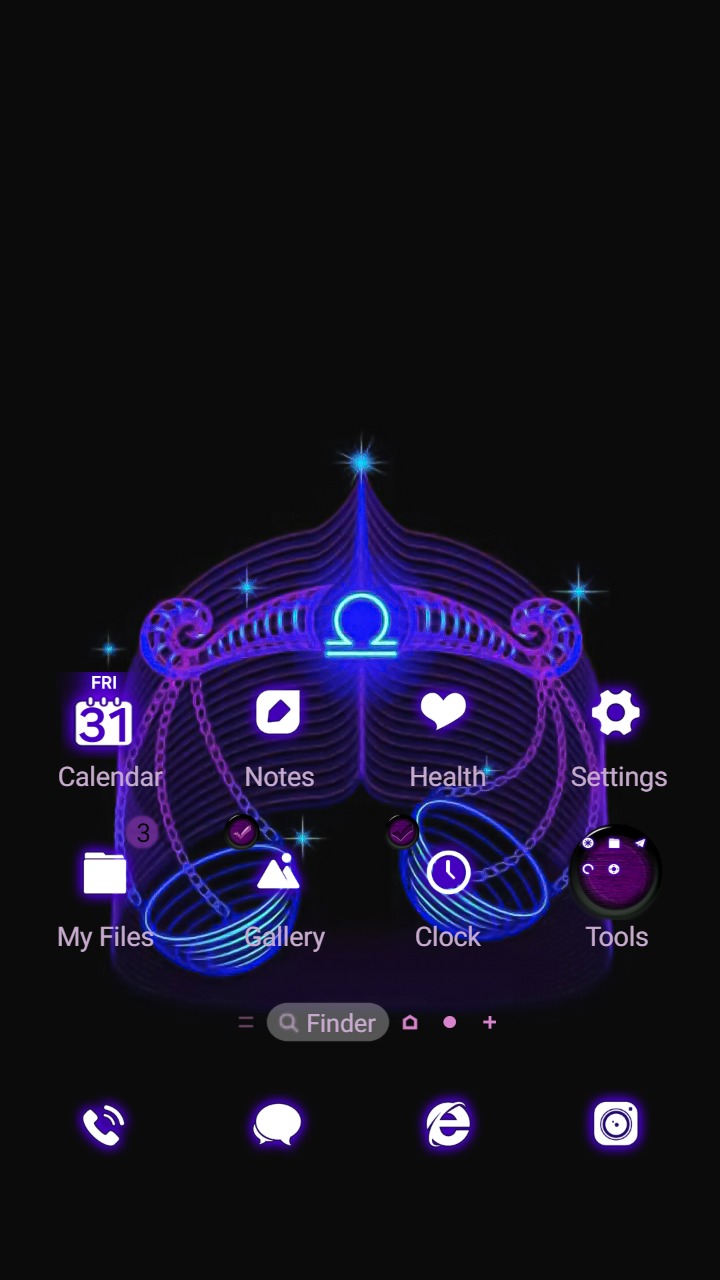 FRI
31
Calendar
Notes
Health
Settings
3
My Files
Gallery
Clock
Tools
Finder